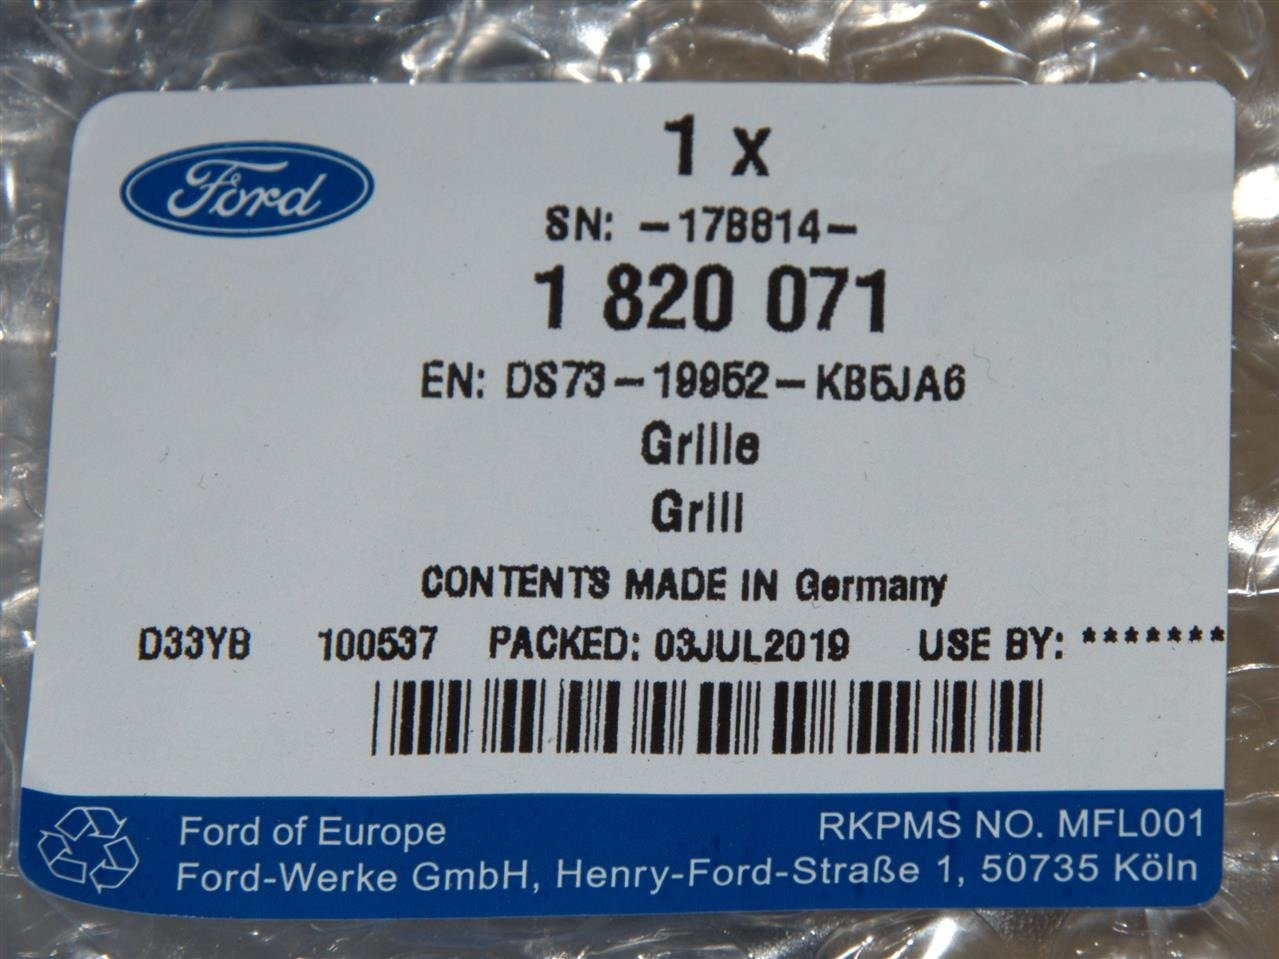 Ford
1 x
SN: -17B814-
1 820 071
EN: DS73-19952-KB5JA6
Grille
Grill
CONTENTS MADE IN Germany
D33YB 100537 PACKED: 03JUL2019 USE BY: *******
Ford of Europe
RKPMS NO. MFL001
Ford-Werke GmbH, Henry-Ford-Straße 1, 50735 Köln